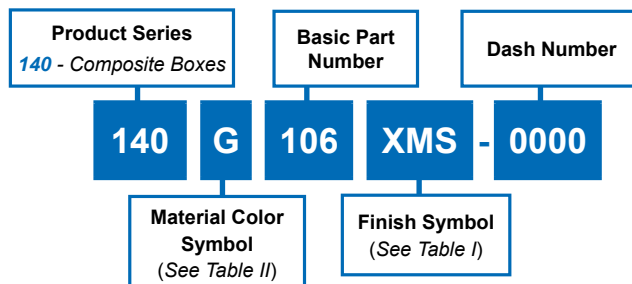 Product Series
140 - Composite Boxes
Basic Part
Number
Dash Number
140 G 106 XMS - 0000
Material Color
Symbol
(See Table II)
Finish Symbol
(See Table I)